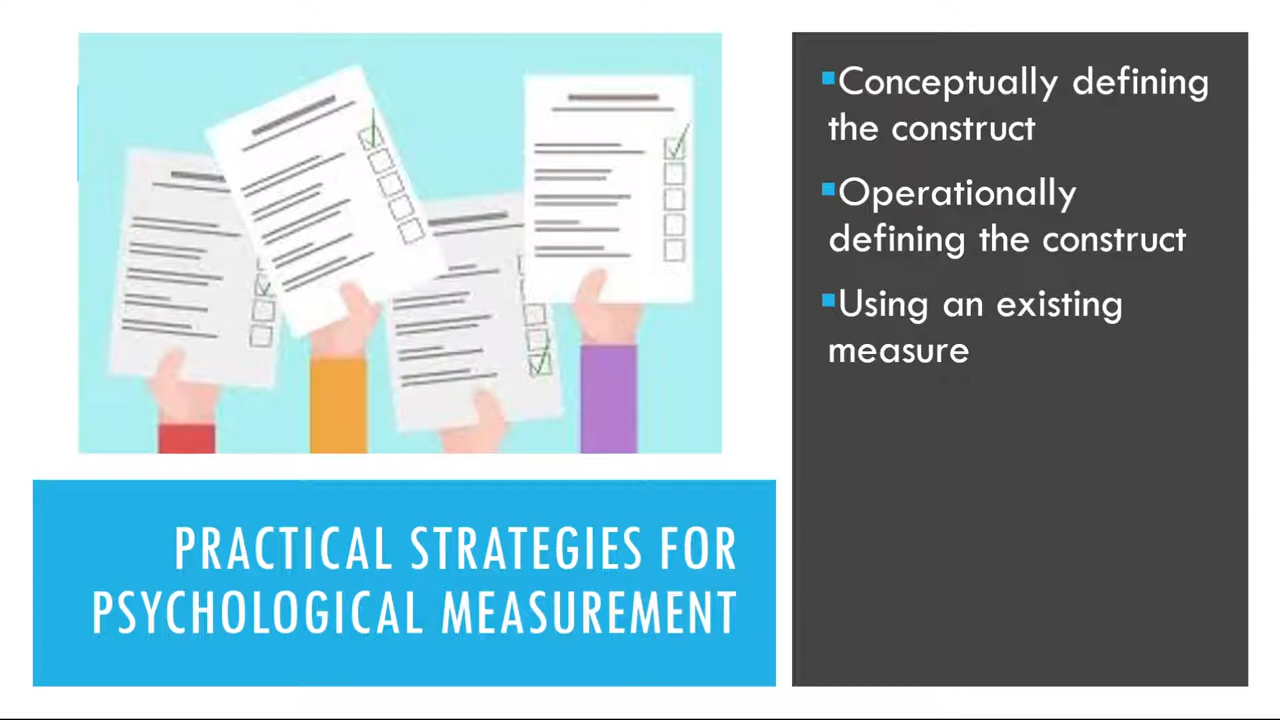 ▪Conceptually defining
the construct
▪Operationally
defining the construct
▪Using an existing
measure
PRACTICAL STRATEGIES FOR
PSYCHOLOGICAL MEASUREMENT